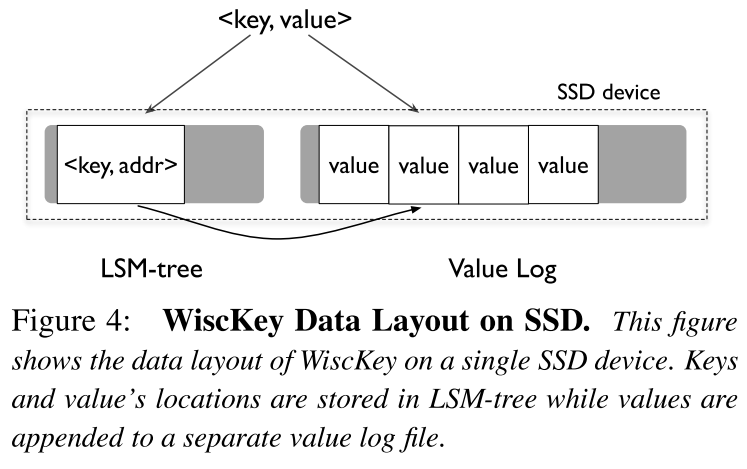 <key, value>
SSD device
<key, addr>
value
value
value
value
LSM-tree
Value Log
Figure 4: WiscKey Data Layout on SSD. This figure
shows the data layout of WiscKey on a single SSD device. Keys
and value's locations are stored in LSM-tree while values are
appended to a separate value log file.